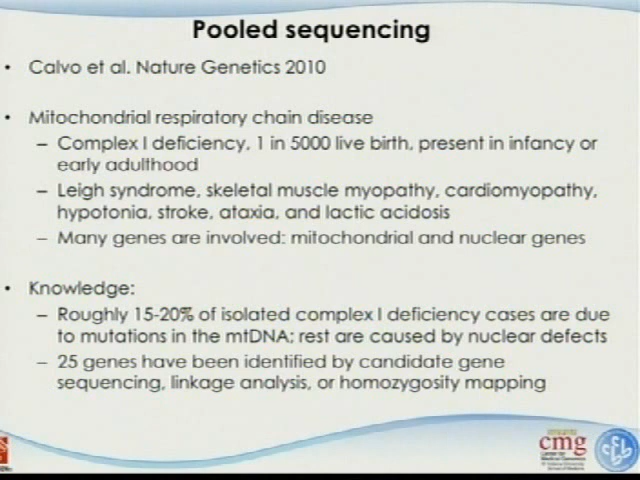 Pooled sequencing
• Calvo et al. Nature Genetics 2010
• Mitochondrial respiratory chain disease
– Complex I deficiency, 1 in 5000 live birth, present in infancy or
early adulthood
– Leigh syndrome, skeletal muscle myopathy, cardiomyopathy,
hypotonia, stroke, ataxia, and lactic acidosis
– Many genes are involved: mitochondrial and nuclear genes
• Knowledge:
– Roughly 15-20% of isolated complex I deficiency cases are due
to mutations in the mtDNA; rest are caused by nuclear defects
– 25 genes have been identified by candidate gene
sequencing, linkage analysis, or homozygosity mapping
cmg